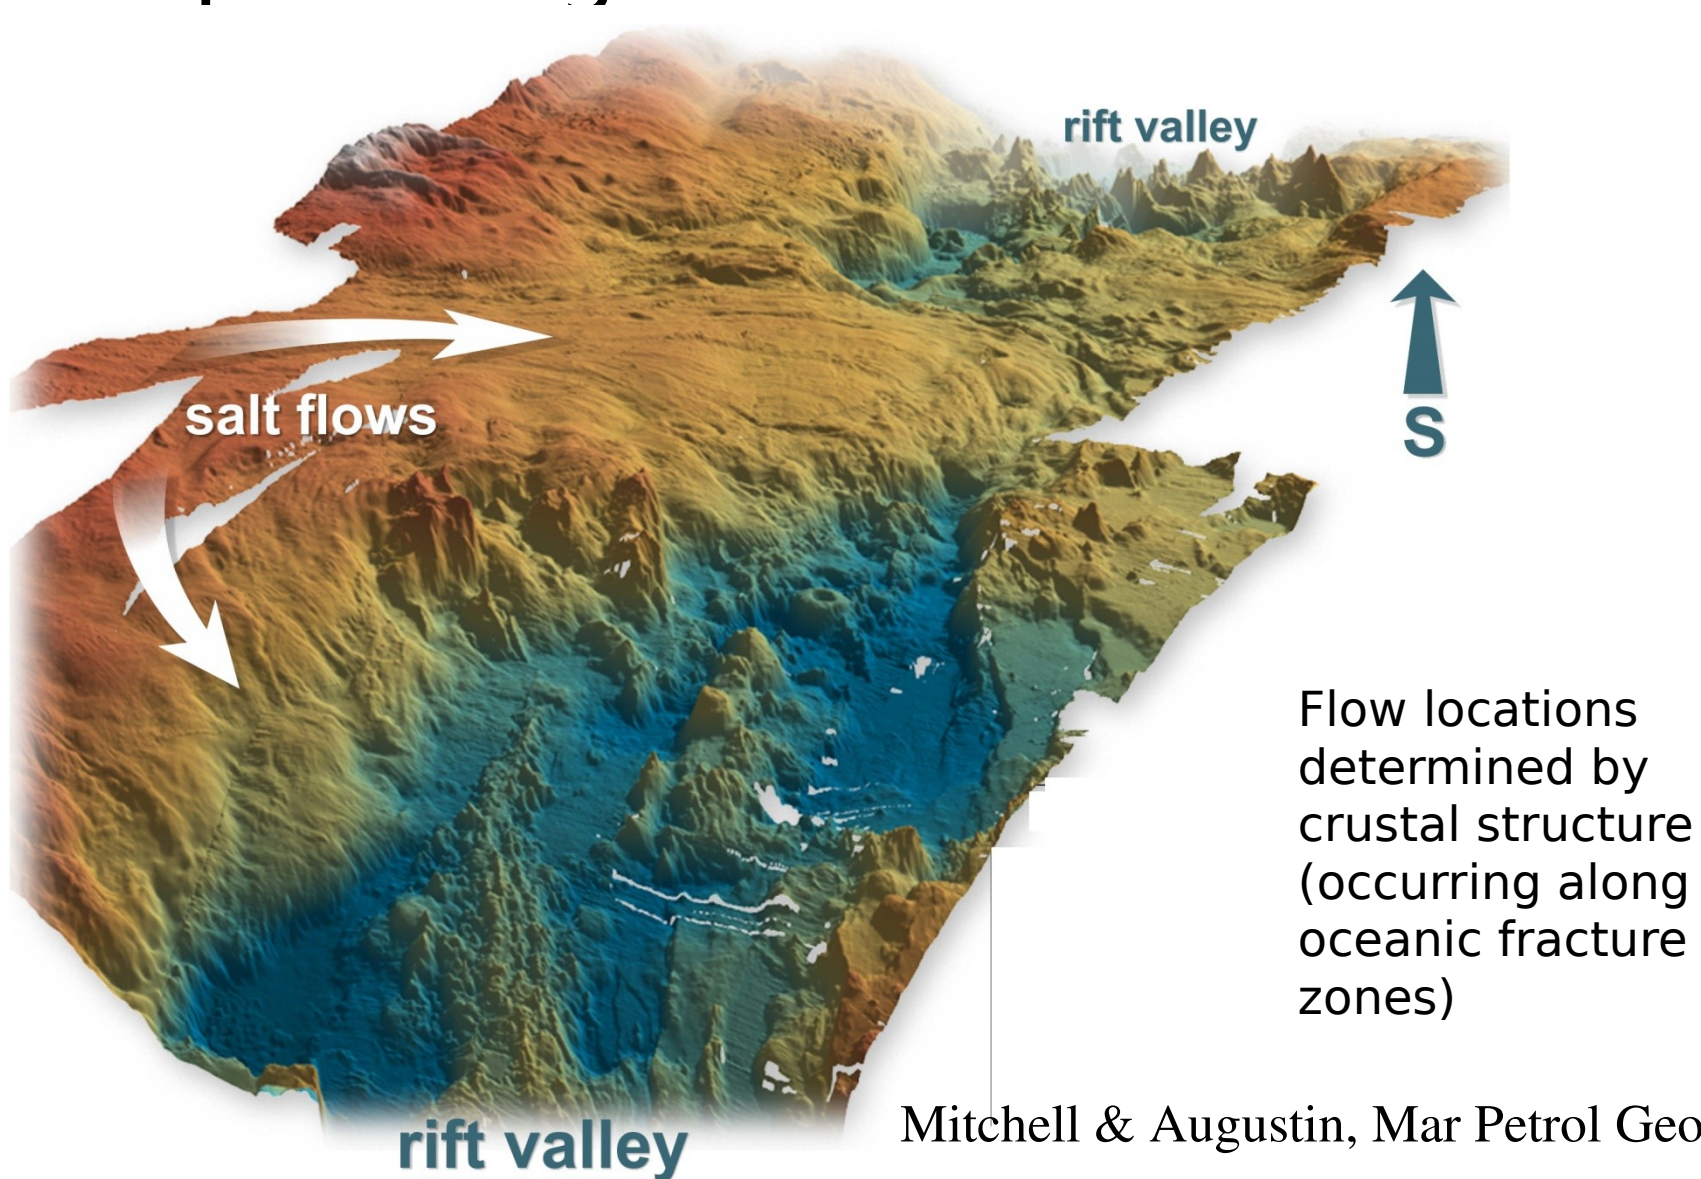 rift valley
salt flows
S
Flow locations
determined by
crustal structure
(occurring along
oceanic fracture
zones)
rift valley
Mitchell & Augustin, Mar Petrol Geo